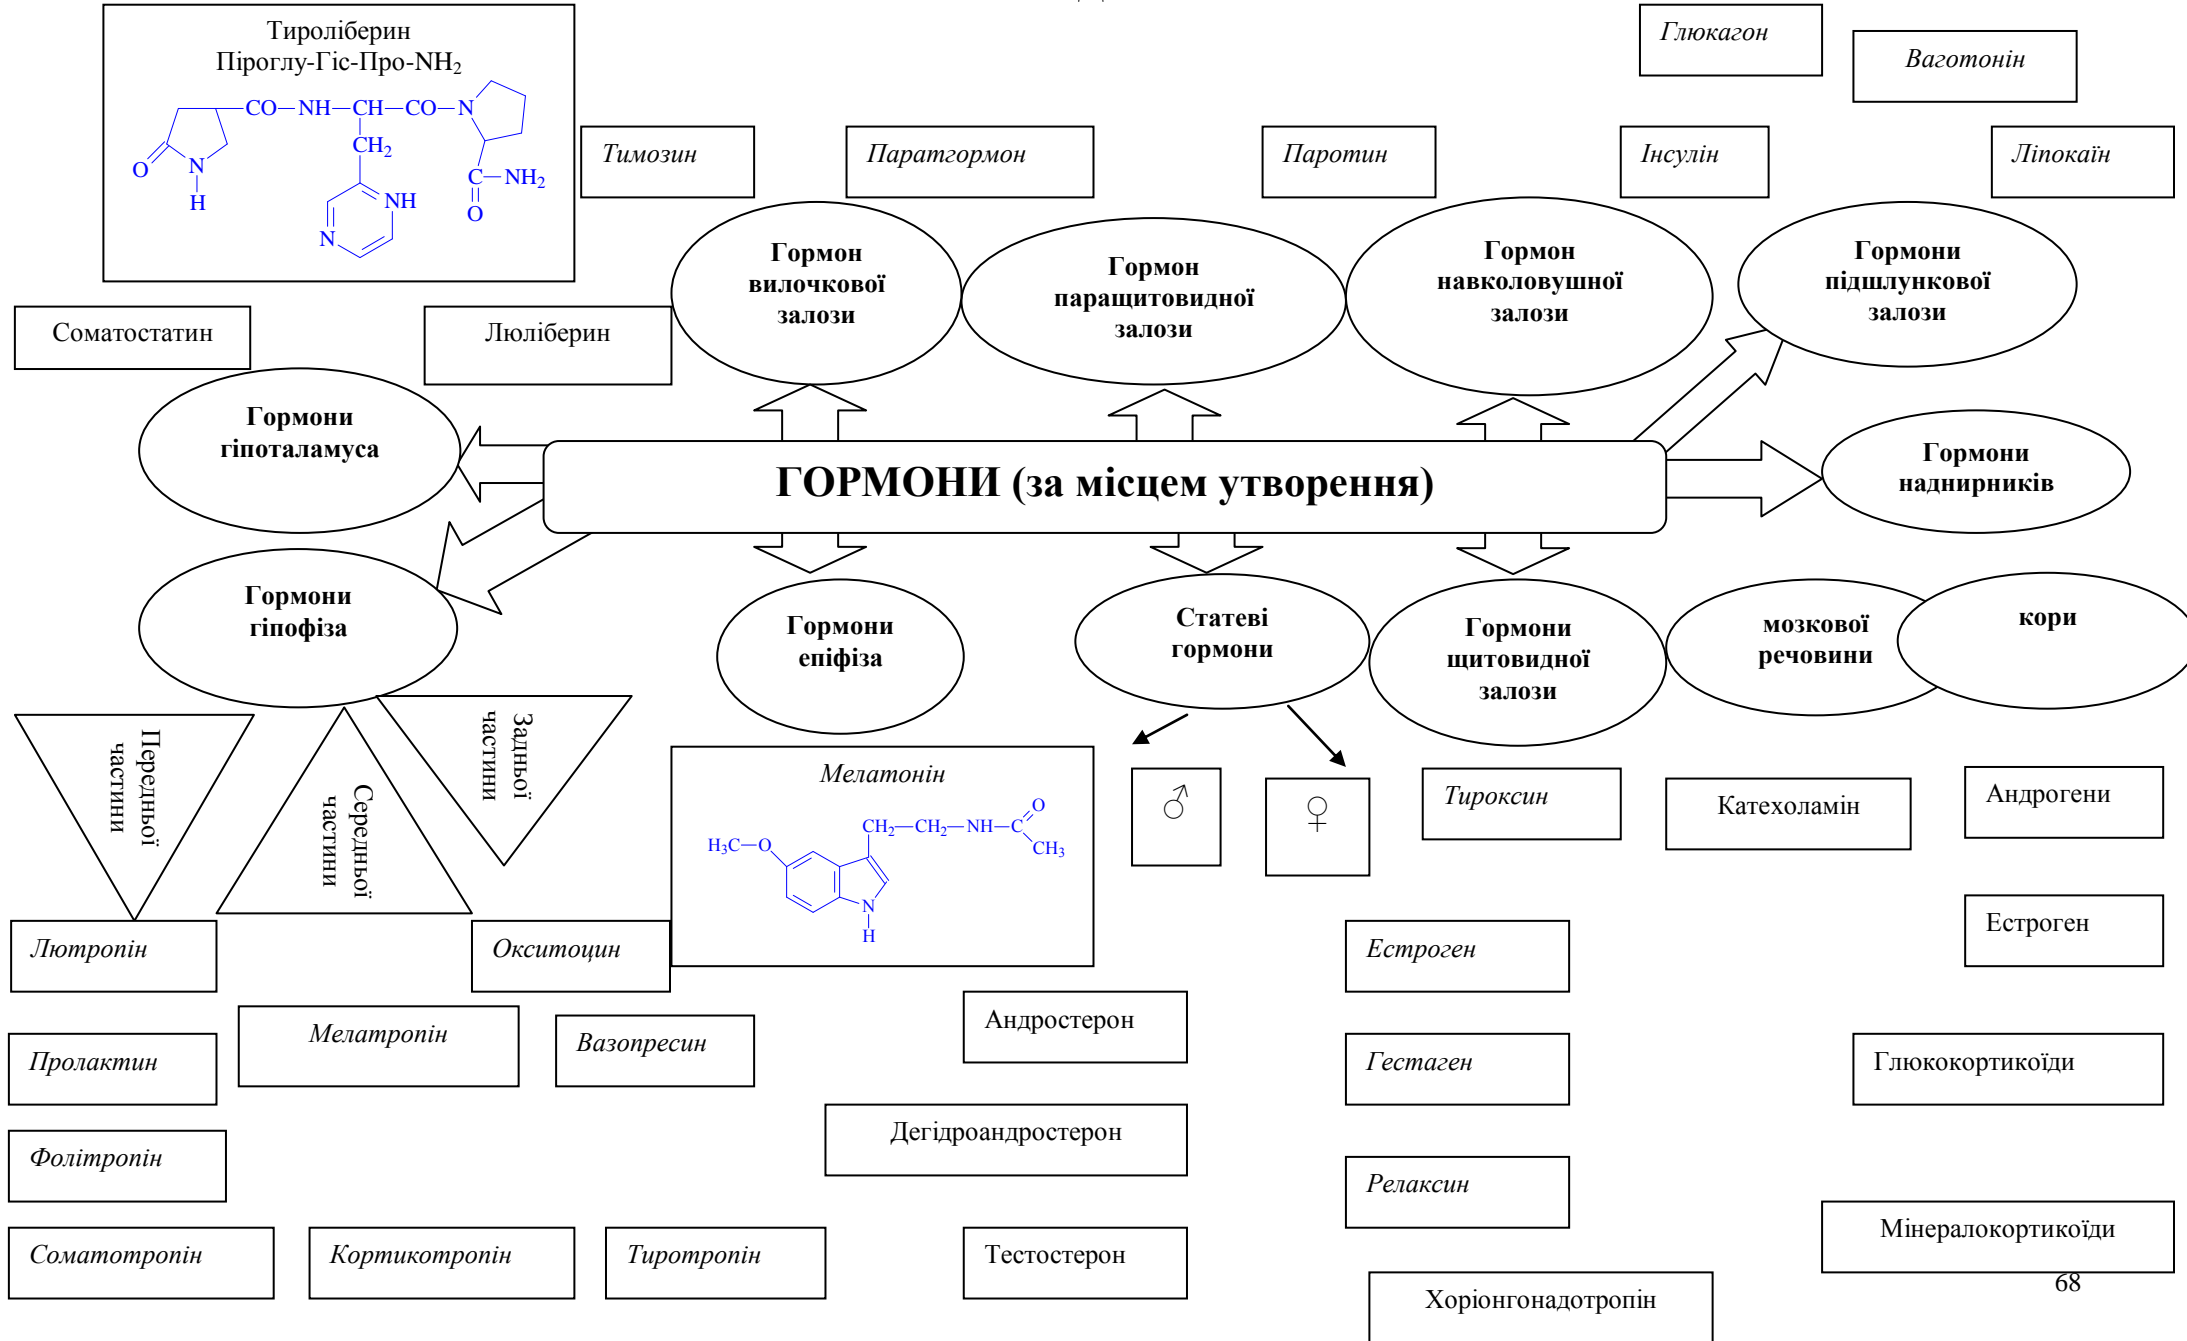 Тироліберин
Піроглу-Гіс-Про-NH₂
CO—NH—CH—CO—N
CH₂
O
N
H
C—NH₂
O
NH
N
Глюкагон
Ваготонін
Тимозин
Паратгормон
Паротин
Інсулін
Ліпокаїн
Соматостатин
Люліберин
Гормон
вилочкової
залози
Гормон
паращитовидної
залози
Гормон
навколовушної
залози
Гормони
підшлункової
залози
Гормони
гіпоталамуса
ГОРМОНИ (за місцем утворення)
Гормони
наднирників
Гормони
гіпофіза
Гормони
епіфіза
Статеві
гормони
Гормони
щитовидної
залози
мозкової
речовини
кори
Передньої
частини
Середньої
частини
Задньої
частини
Мелатонін
CH₂—CH₂—NH—C
O
CH₃
H₃C—O
N
H
♂
♀
Тироксин
Катехоламін
Андрогени
Лютропін
Окситоцин
Естроген
Естроген
Мелатропін
Вазопресин
Андростерон
Пролактин
Гестаген
Глюкокортикоїди
Дегідроандростерон
Фолітропін
Релаксин
Соматотропін
Кортикотропін
Тиротропін
Тестостерон
Мінералокортикоїди
Хоріонгонадотропін
68